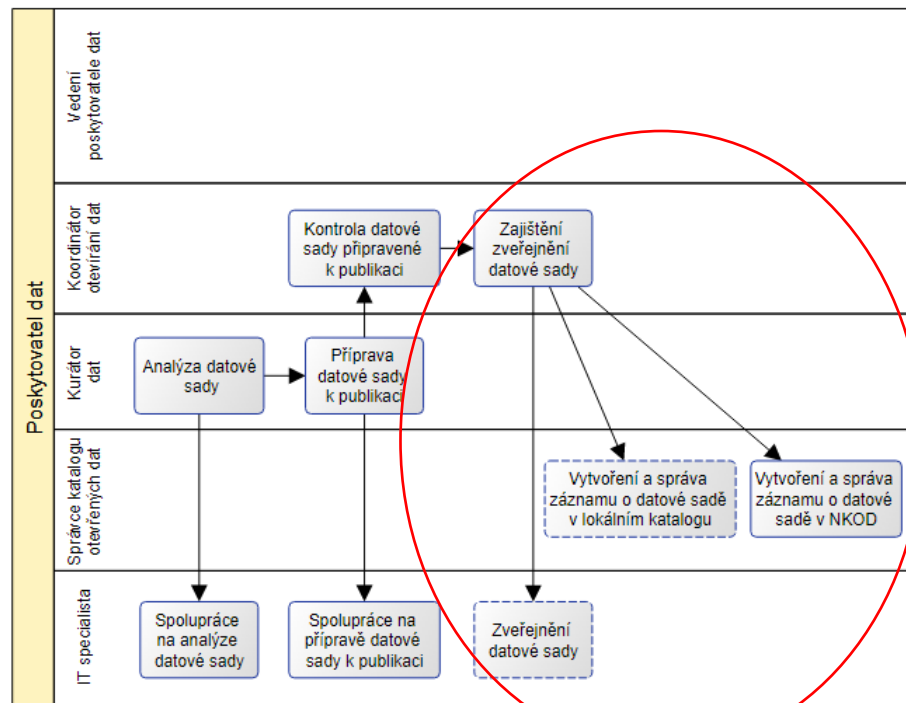 Poskytovatel dat
Vedení
poskytovatele dat
Koordinátor
otevírání dat
Kontrola datové
sady připravené
k publikaci
Zajištění
zveřejnění
datové sady
Kurátor
dat
Analýza datové
sady
Příprava
datové sady
k publikaci
Správce katalogu
otevřených dat
Vytvoření a správa
záznamu o datové sadě
v lokálním katalogu
Vytvoření a správa
záznamu o datové
sadě v NKOD
IT specialista
Spolupráce
na analýze
datové sady
Spolupráce na
přípravě datové
sady k publikaci
Zveřejnění
datové sady